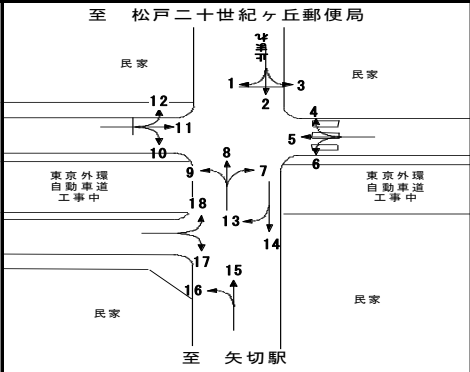 至 松戸二十世紀ヶ丘郵便局
止まれ
民家
民家
1
2
3
12
11
10
4
5
6
9
8
7
東京外環
自動車道
工事中
東京外環
自動車道
工事中
18
13
14
17
16
15
民家
民家
至 矢切駅